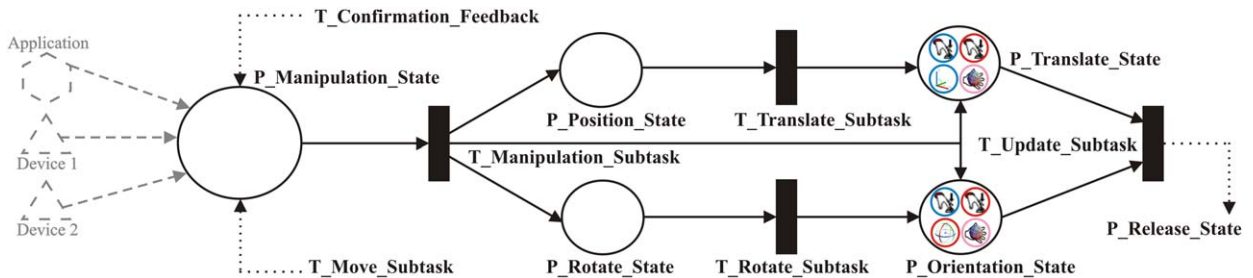 T_Confirmation_Feedback
Application
P_Manipulation_State
P_Translate_State
P_Position_State
T_Translate_Subtask
Device 1
T_Manipulation_Subtask
T_Update_Subtask
Device 2
P_Release_State
T_Move_Subtask
P_Rotate_State
T_Rotate_Subtask
P_Orientation_State